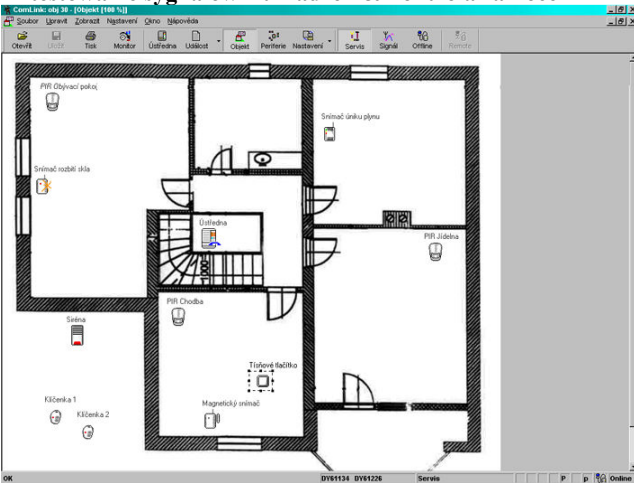 ComLink: obj 38 - [Objekt [100 %]]
Soubor Upravit Zobrazit Nastavení Okno Nápověda
Otevřít Uložit Tisk Monitor Ústředna Událost Objekt Periferie Nastavení Servis Signál Offline Remote
PIR Obývací pokoj
Snímač úniku plynu
Snímač rozbití skla
Ústředna
PIR Jídelna
1000
PIR Chodba
Siréna
Tísňové tlačítko
Klíčenka 1
Magnetický snímač
Klíčenka 2
OK DY61134 DY61226 Servis P p Online